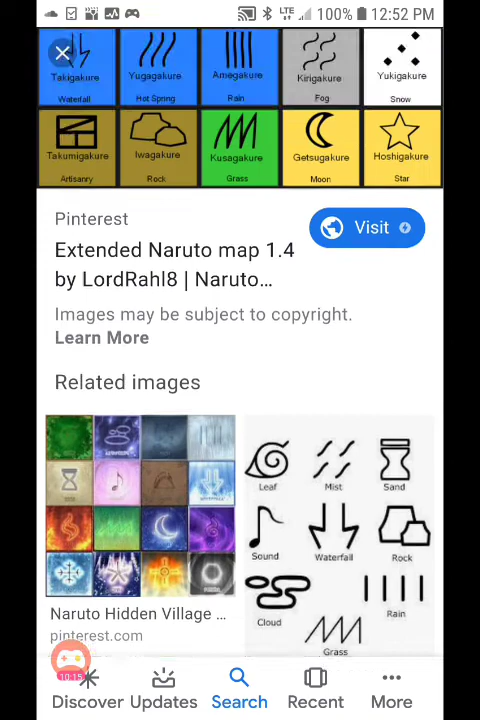 LTE 100% 12:52 PM
Takigakure Yugagakure Amegakure Kirigakure Yukigakure
Waterfall Hot Spring Rain Fog Snow
Takumigakure Iwagakure Kusagakure Getsugakure Hoshigakure
Artisanry Rock Grass Moon Star
Pinterest
Visit
Extended Naruto map 1.4
by LordRahl8 | Naruto...
Images may be subject to copyright.
Learn More
Related images
Leaf Mist Sand
Sound Waterfall Rock
Cloud Rain
Grass
Naruto Hidden Village ...
pinterest.com
10:15
Discover Updates Search Recent More